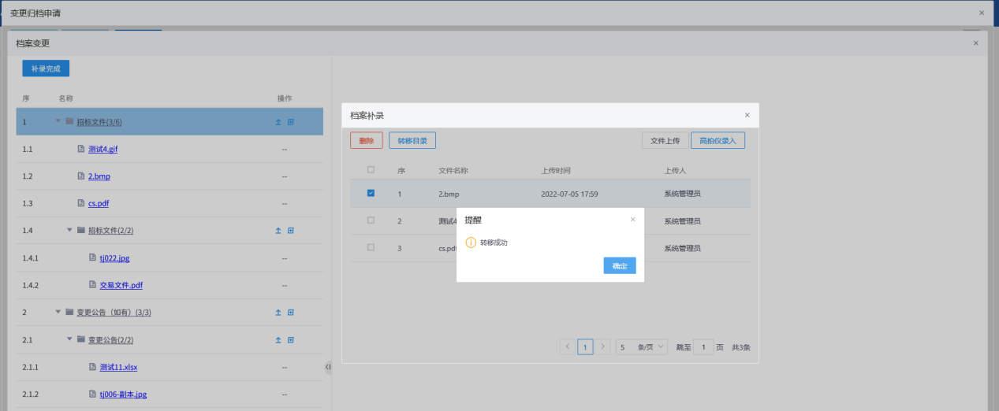 变更归档申请
档案变更
补录完成
序 名称 操作
1 招标文件(3/6)
1.1 测试4.gif --
1.2 2.bmp --
1.3 cs.pdf --
1.4 招标文件(2/2)
1.4.1 tj022.jpg --
1.4.2 交易文件.pdf --
2 变更公告（如有）(3/3)
2.1 变更公告(2/2)
2.1.1 测试11.xlsx --
2.1.2 tj006-副本.jpg --
档案补录
删除 转移目录 文件上传 高拍仪录入
序 文件名称 上传时间 上传人
1 2.bmp 2022-07-05 17:59 系统管理员
2 测试4 系统管理员
3 cs.pdf 系统管理员
提醒
转移成功
确定
1 5 条/页 跳至 1 页 共3条